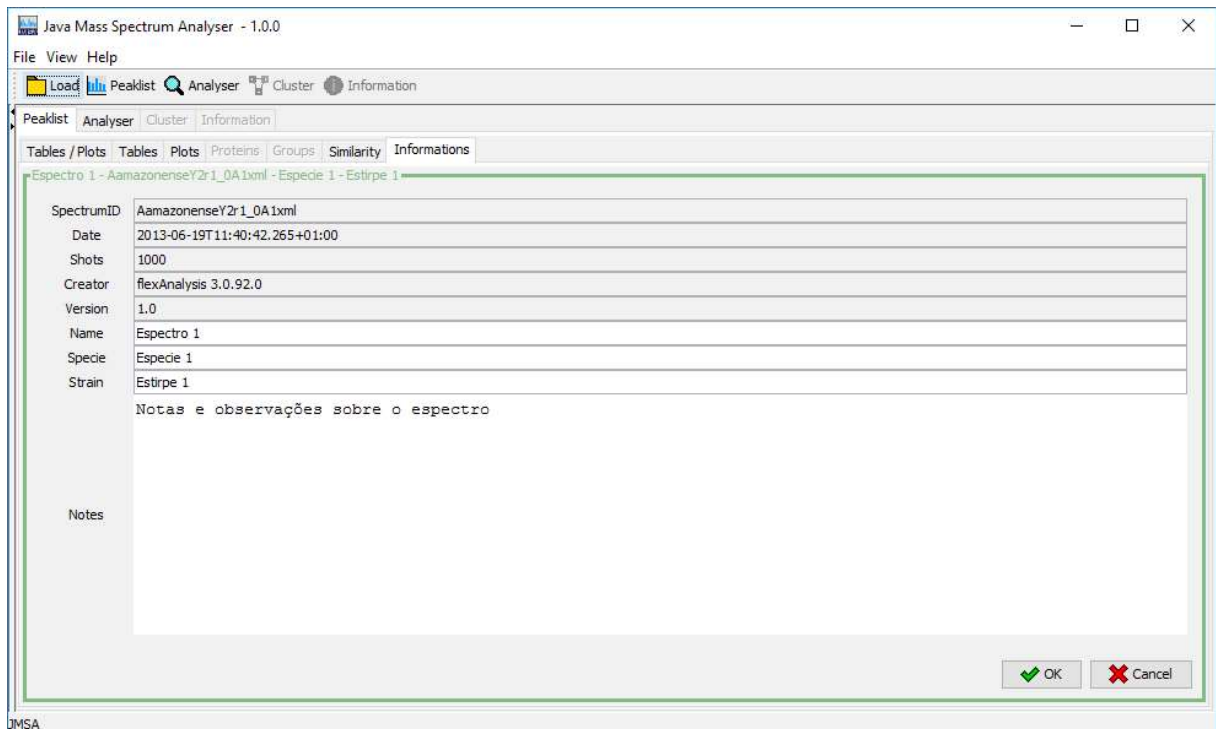 Java Mass Spectrum Analyser - 1.0.0
File View Help
Load Peaklist Analyser Cluster Information
Peaklist Analyser Cluster Information
Tables / Plots Tables Plots Proteins Groups Similarity Informations
Espectro 1 - AamazonenseY2r1_0A1xml - Especie 1 - Estirpe 1
SpectrumID AamazonenseY2r1_0A1xml
Date 2013-06-19T11:40:42.265+01:00
Shots 1000
Creator flexAnalysis 3.0.92.0
Version 1.0
Name Espectro 1
Specie Especie 1
Strain Estirpe 1
Notas e observações sobre o espectro
Notes
OK Cancel
JMSA